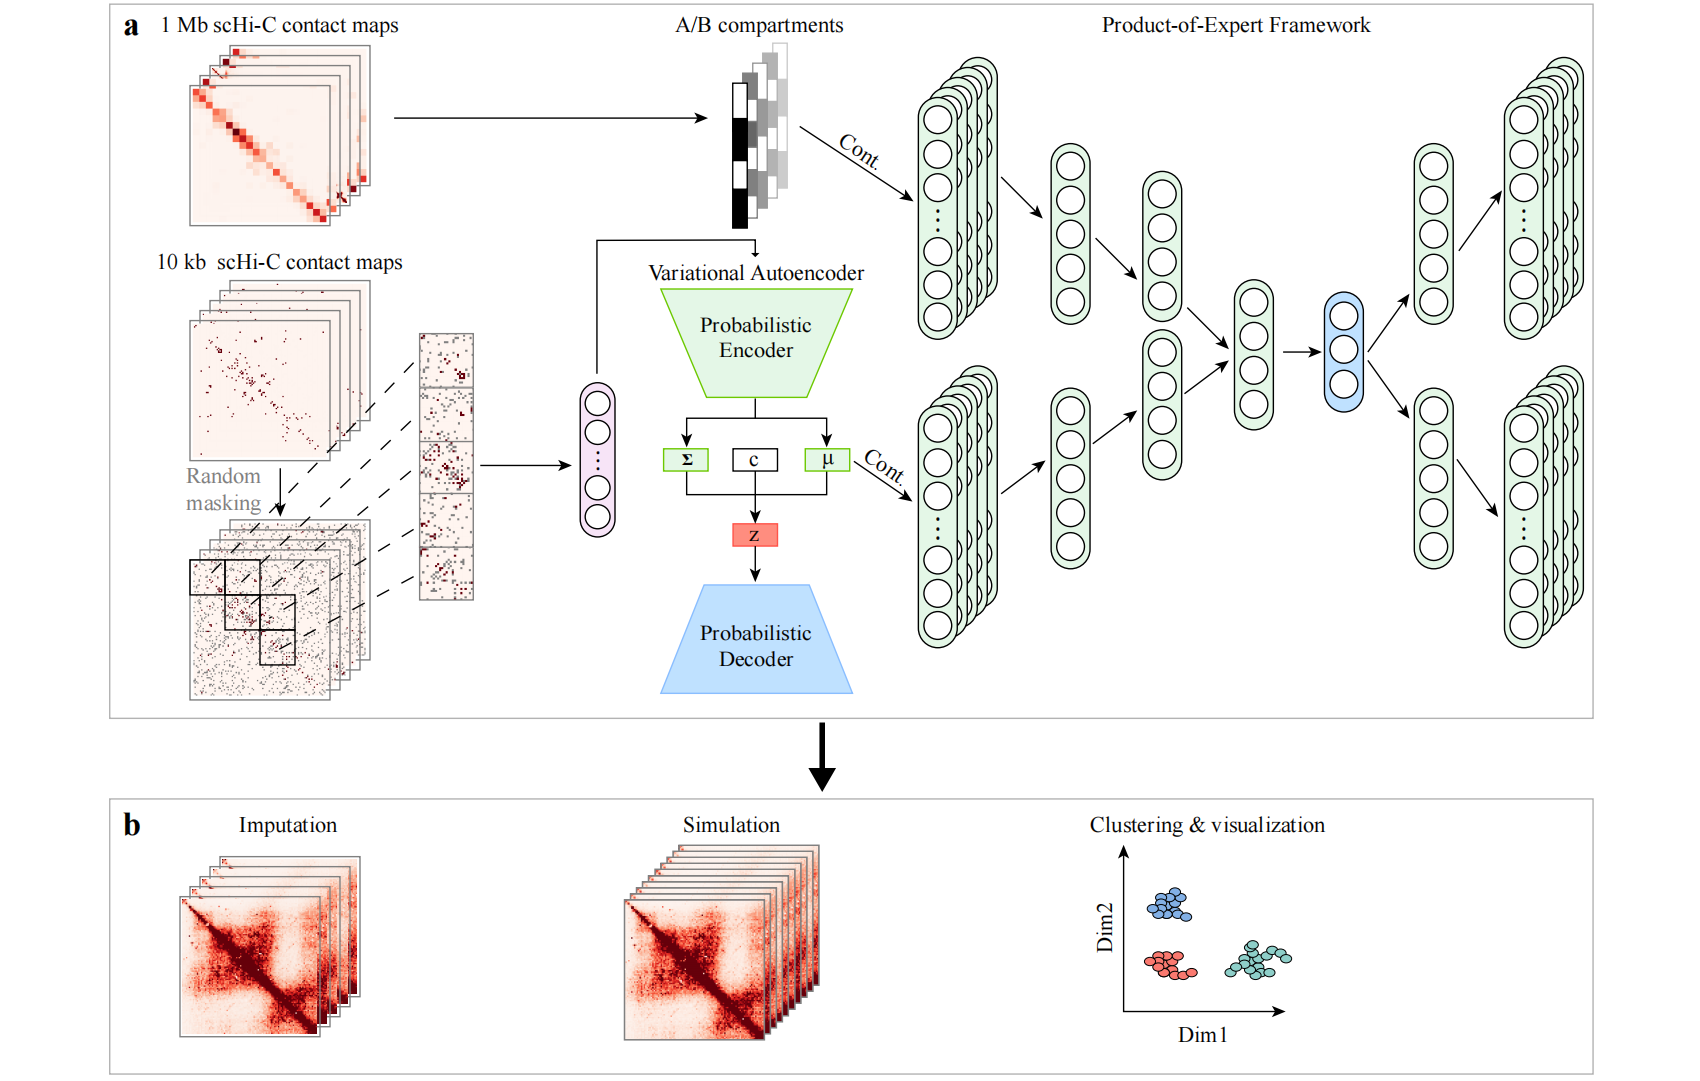 a
1 Mb scHi-C contact maps
A/B compartments
Product-of-Expert Framework
Cont.
10 kb scHi-C contact maps
Variational Autoencoder
Probabilistic
Encoder
Σ
c
μ
Cont.
Random
masking
z
Probabilistic
Decoder
b
Imputation
Simulation
Clustering & visualization
Dim2
Dim1